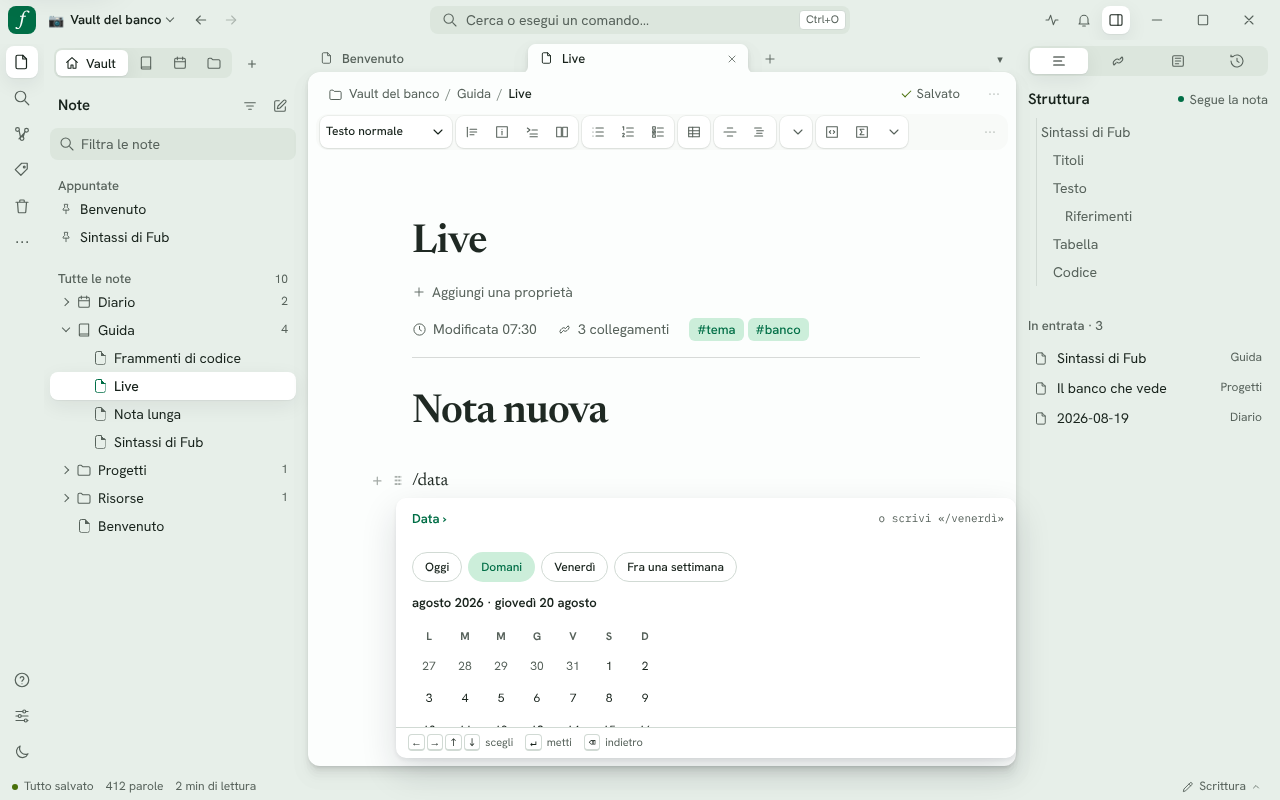 Vault del banco
Cerca o esegui un comando…
Ctrl+O
Vault
Benvenuto
Live
Note
Filtra le note
Appuntate
Benvenuto
Sintassi di Fub
Tutte le note 10
Diario 2
Guida 4
Frammenti di codice
Live
Nota lunga
Sintassi di Fub
Progetti 1
Risorse 1
Benvenuto
Vault del banco / Guida / Live
Salvato
Testo normale
Live
Aggiungi una proprietà
Modificata 07:30
3 collegamenti
#tema
#banco
Nota nuova
/data
Data ›
o scrivi «/venerdì»
Oggi
Domani
Venerdì
Fra una settimana
agosto 2026 · giovedì 20 agosto
L M M G V S D
27 28 29 30 31 1 2
3 4 5 6 7 8 9
← → ↑ ↓ scegli
↵ metti
⌫ indietro
Struttura
Segue la nota
Sintassi di Fub
Titoli
Testo
Riferimenti
Tabella
Codice
In entrata · 3
Sintassi di Fub Guida
Il banco che vede Progetti
2026-08-19 Diario
Tutto salvato
412 parole
2 min di lettura
Scrittura